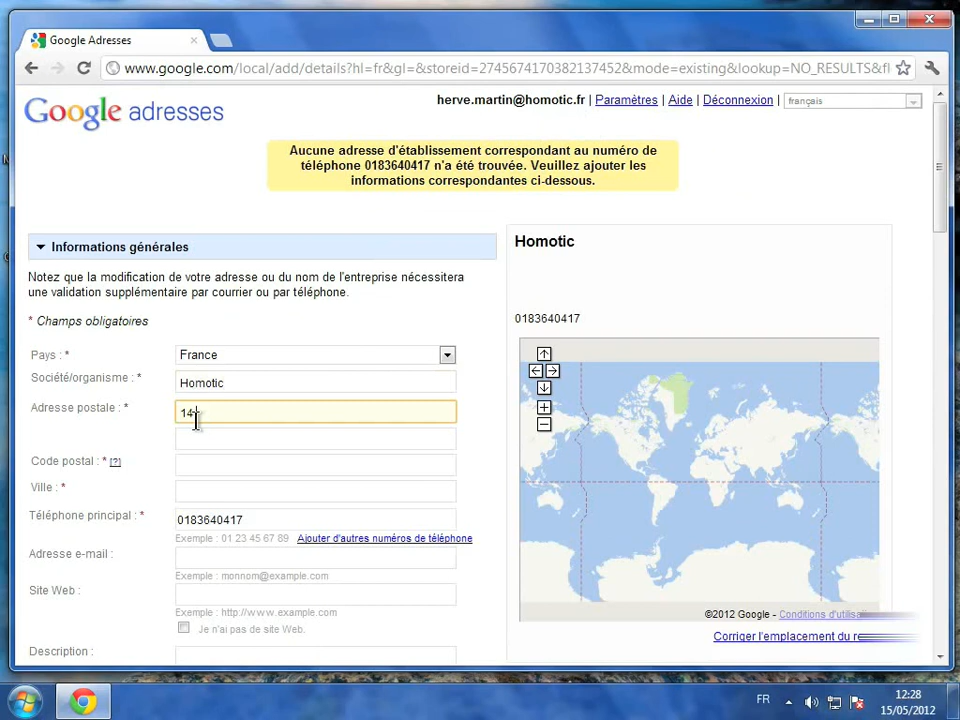 Google Adresses
www.google.com/local/add/details?hl=fr&gl=&storeid=2745674170382137452&mode=existing&lookup=NO_RESULTS&fl
Google adresses
herve.martin@homotic.fr | Paramètres | Aide | Déconnexion | français
Aucune adresse d'établissement correspondant au numéro de
téléphone 0183640417 n'a été trouvée. Veuillez ajouter les
informations correspondantes ci-dessous.
Informations générales
Notez que la modification de votre adresse ou du nom de l'entreprise nécessitera
une validation supplémentaire par courrier ou par téléphone.
* Champs obligatoires
Pays : * France
Société/organisme : * Homotic
Adresse postale : * 14
Code postal : * [?]
Ville : *
Téléphone principal : * 0183640417
Exemple : 01 23 45 67 89 Ajouter d'autres numéros de téléphone
Adresse e-mail :
Exemple : monnom@example.com
Site Web :
Exemple : http://www.example.com
Je n'ai pas de site Web.
Description :
Homotic
0183640417
©2012 Google - Conditions d'utilisa
Corriger l'emplacement du re
FR
12:28
15/05/2012